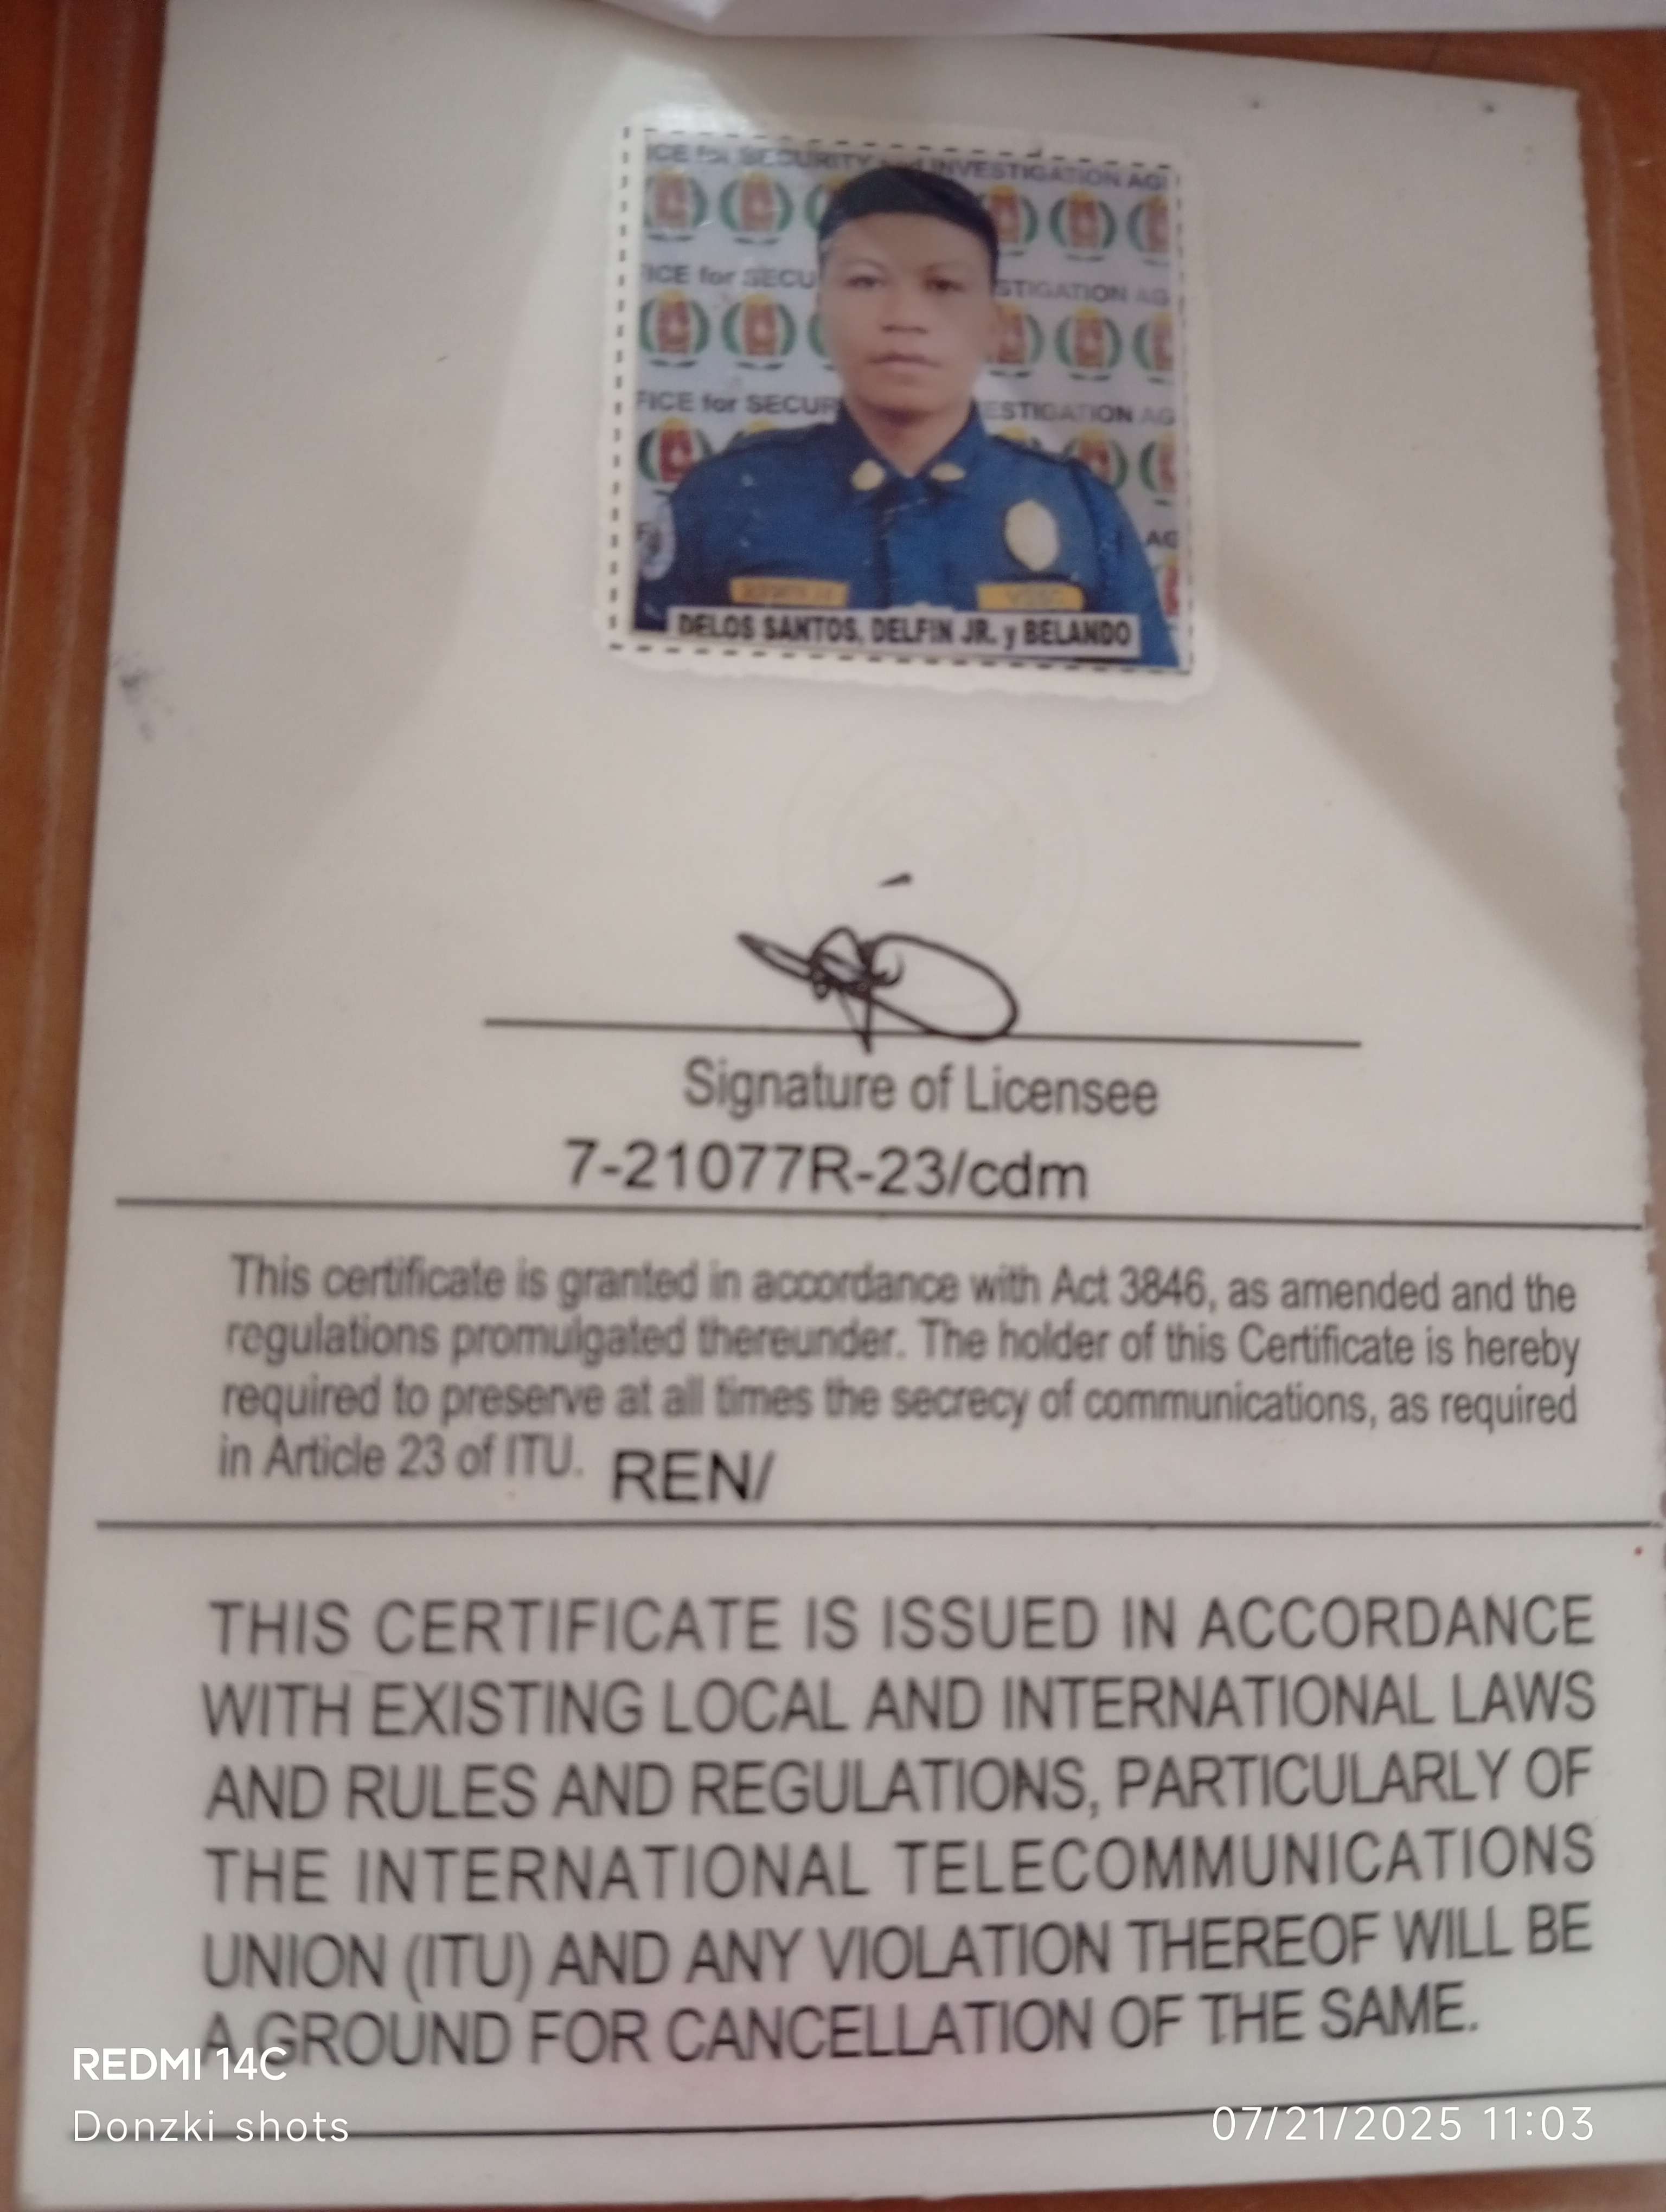 ICE for SECURITY and INVESTIGATION AGE
FICE for SECU STIGATION AG
FICE for SECUR ESTIGATION AG
AG
DELOS SANTOS, DELFIN JR. y BELANDO
Signature of Licensee
7-21077R-23/cdm
This certificate is granted in accordance with Act 3846, as amended and the
regulations promulgated thereunder. The holder of this Certificate is hereby
required to preserve at all times the secrecy of communications, as required
in Article 23 of ITU. REN/
THIS CERTIFICATE IS ISSUED IN ACCORDANCE
WITH EXISTING LOCAL AND INTERNATIONAL LAWS
AND RULES AND REGULATIONS, PARTICULARLY OF
THE INTERNATIONAL TELECOMMUNICATIONS
UNION (ITU) AND ANY VIOLATION THEREOF WILL BE
A GROUND FOR CANCELLATION OF THE SAME.
REDMI 14C
Donzki shots
07/21/2025 11:03